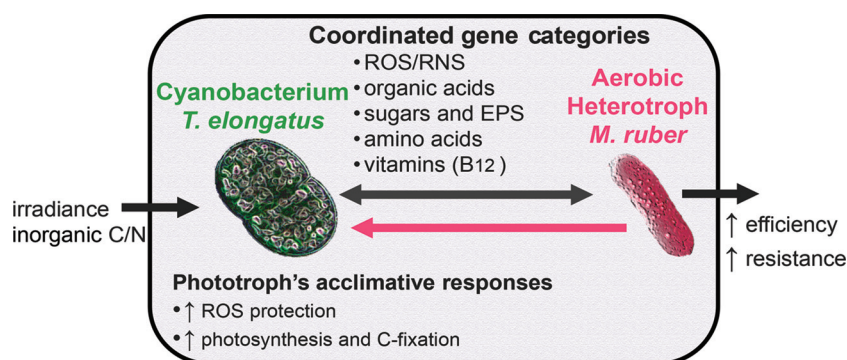 Coordinated gene categories
• ROS/RNS
• organic acids
• sugars and EPS
• amino acids
• vitamins (B12)
Cyanobacterium
T. elongatus
Aerobic
Heterotroph
M. ruber
irradiance
inorganic C/N
↑ efficiency
↑ resistance
Phototroph's acclimative responses
•↑ ROS protection
•↑ photosynthesis and C-fixation